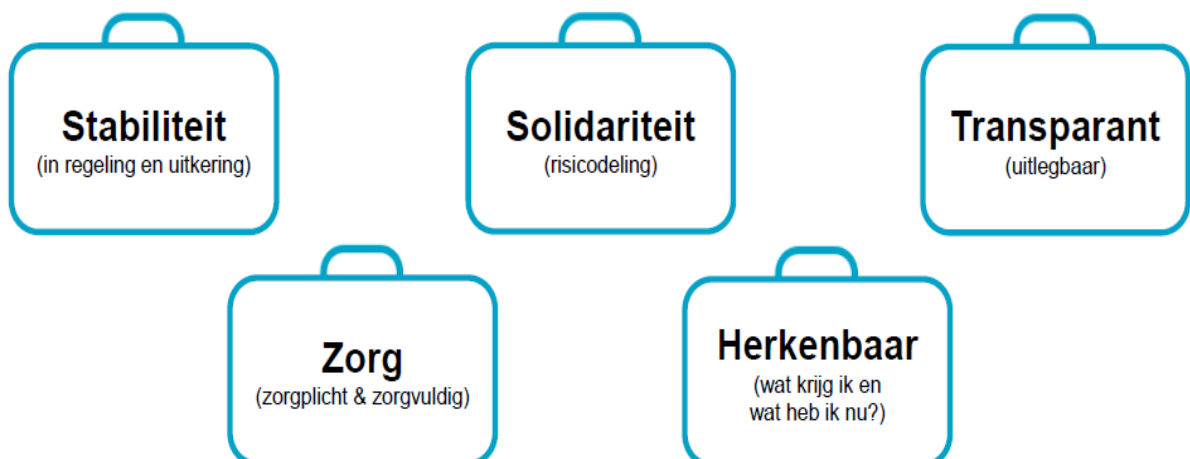 Stabiliteit
(in regeling en uitkering)
Solidariteit
(risicodeling)
Transparant
(uitlegbaar)
Zorg
(zorgplicht & zorgvuldig)
Herkenbaar
(wat krijg ik en
wat heb ik nu?)